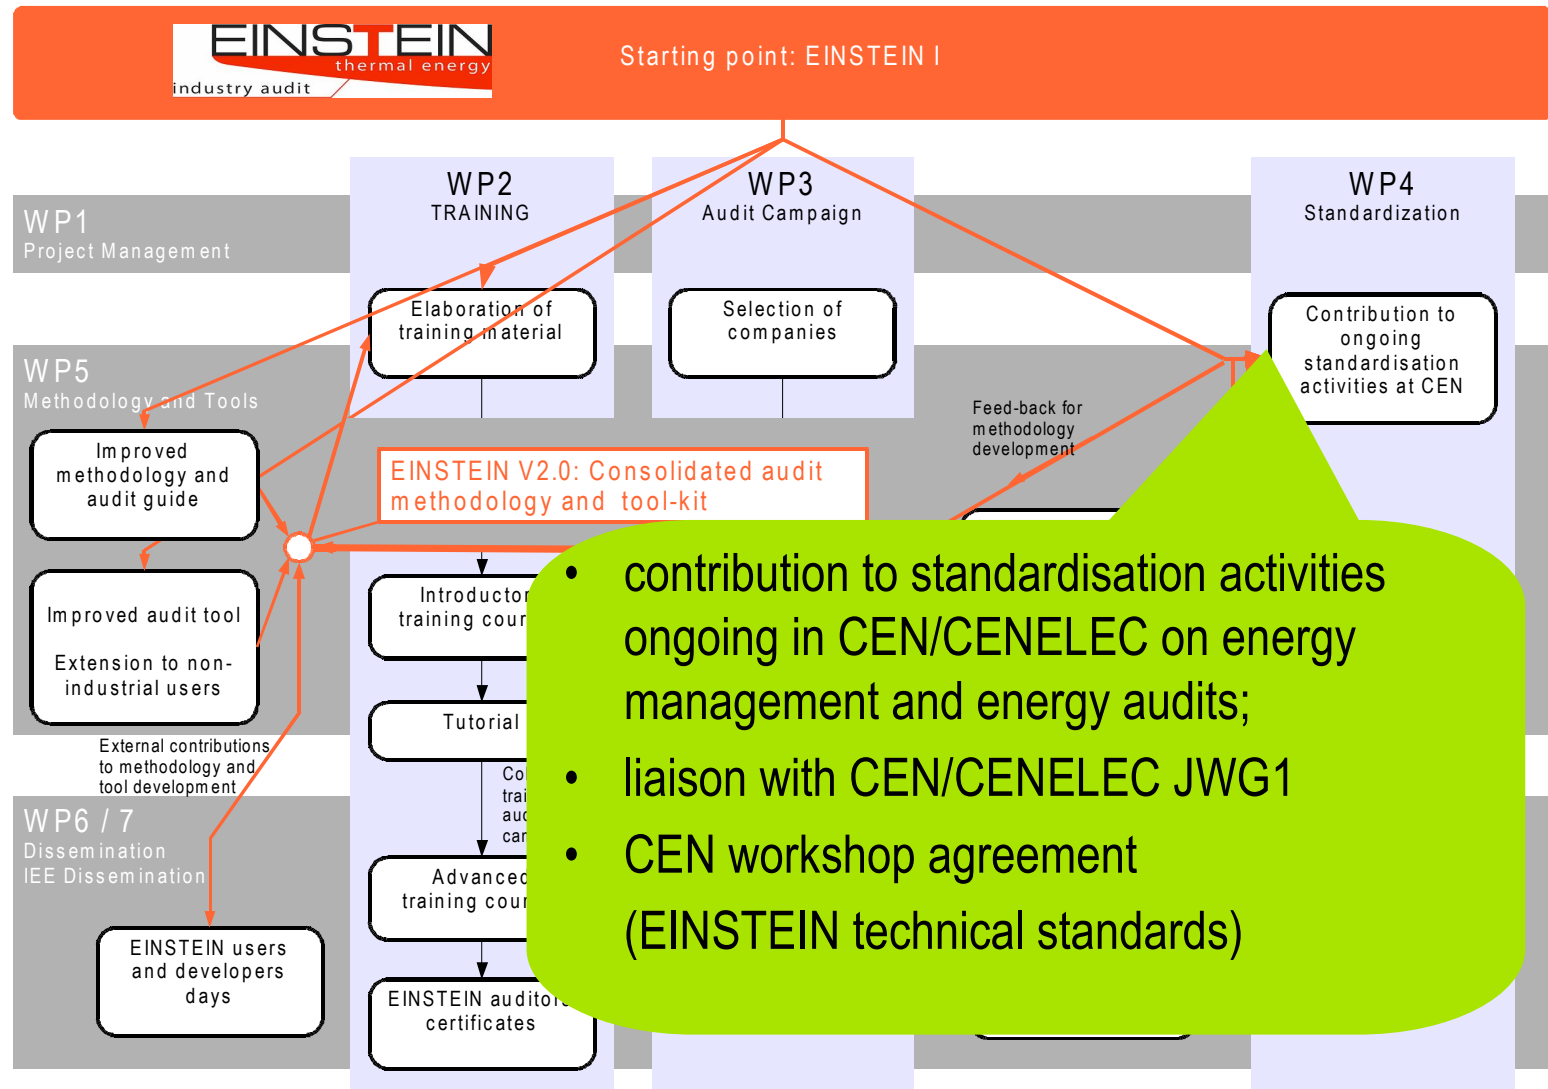 EINSTEIN
thermal energy
industry audit
Starting point: EINSTEIN I
WP2
TRAINING
WP3
Audit Campaign
WP4
Standardization
WP1
Project Management
Elaboration of
training material
Selection of
companies
Contribution to
ongoing
standardisation
activities at CEN
WP5
Methodology and Tools
Feed-back for
methodology
development
Improved
methodology and
audit guide
EINSTEIN V2.0: Consolidated audit
methodology and tool-kit
Improved audit tool
Extension to non-
industrial users
training
Tutorial
External contributions
to methodology and
tool development
WP6 / 7
Dissemination
IEE Dissemination
Advanced
training
EINSTEIN users
and developers
days
EINSTEIN auditors
certificates
• contribution to standardisation activities
ongoing in CEN/CENELEC on energy
management and energy audits;
• liaison with CEN/CENELEC JWG1
• CEN workshop agreement
(EINSTEIN technical standards)